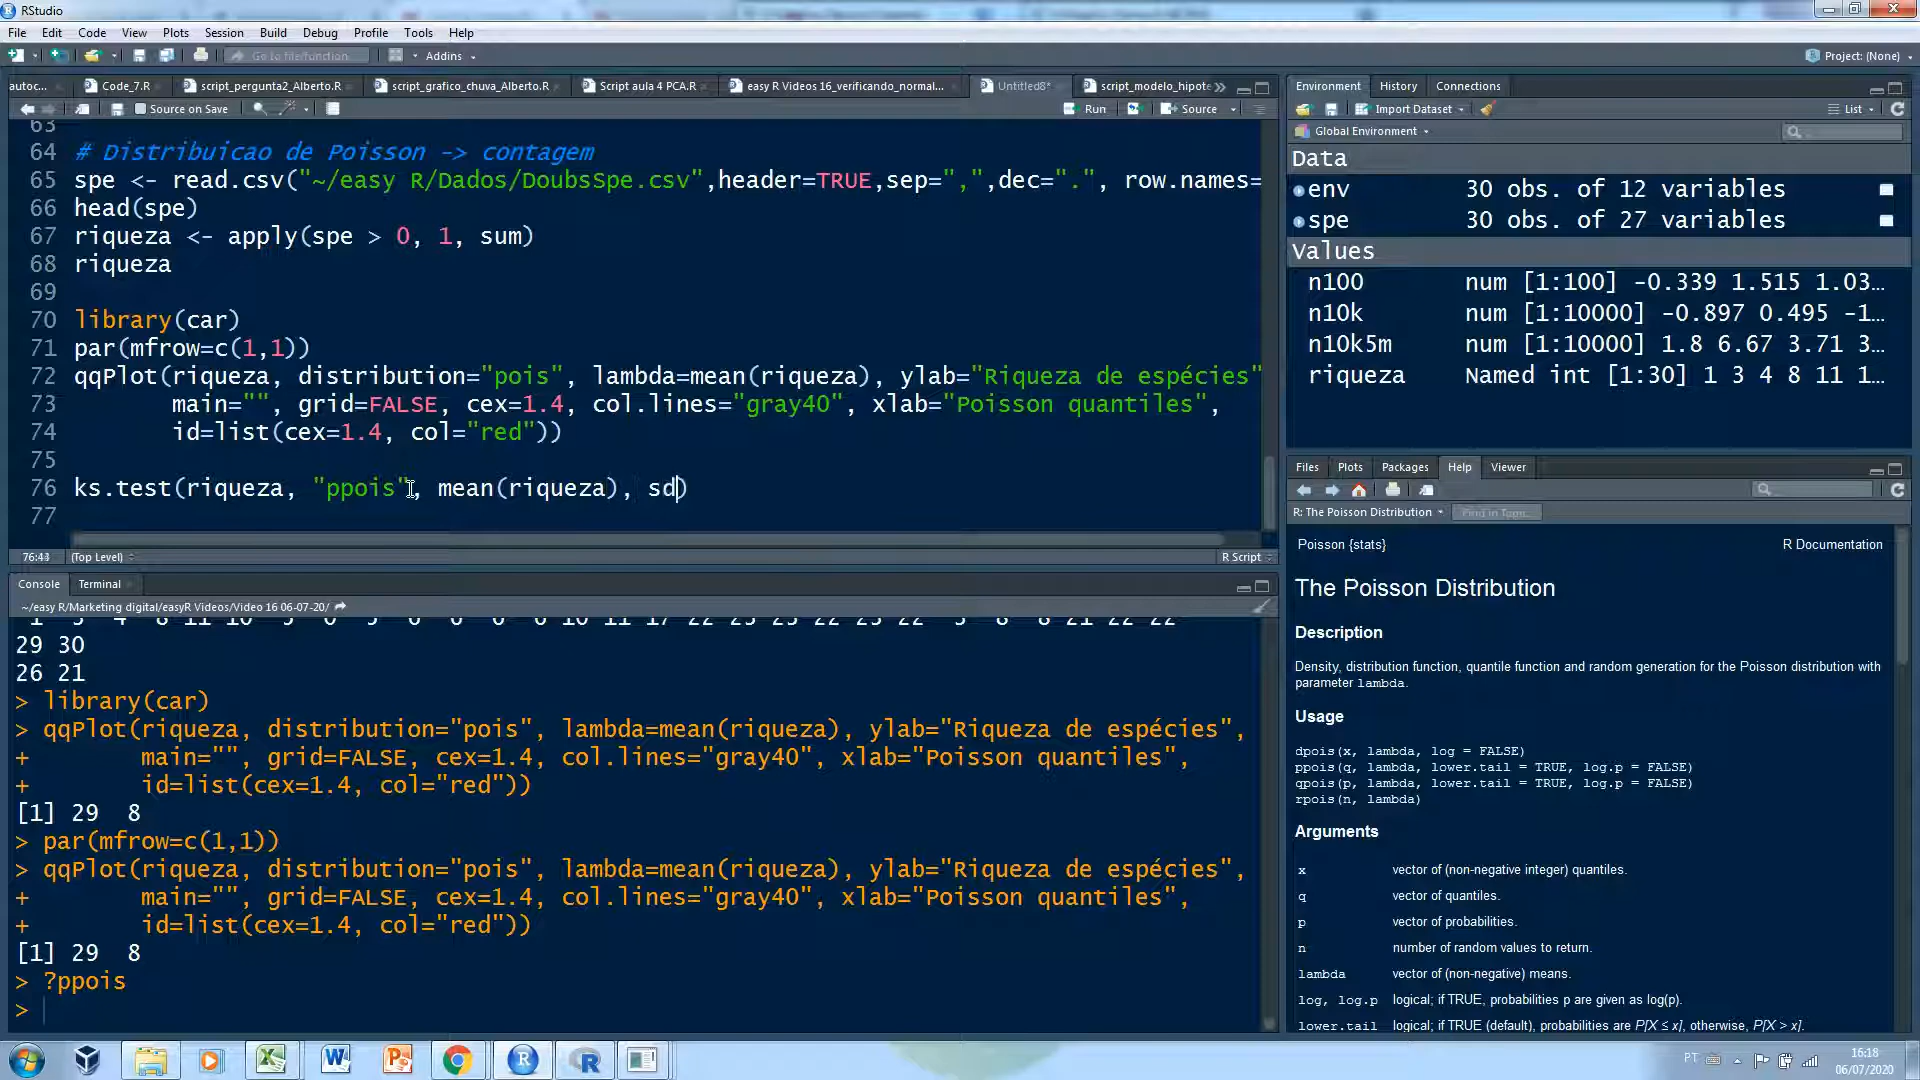 RStudio
File Edit Code View Plots Session Build Debug Profile Tools Help
Go to file/function Addins Project: (None)
autoc... Code_7.R script_pergunta2_Alberto.R script_grafico_chuva_Alberto.R Script aula 4 PCA.R easy R Videos 16_verificando_normal... Untitled8* script_modelo_hipote
Source on Save Run Source
63
64 # Distribuicao de Poisson -> contagem
65 spe <- read.csv("~/easy R/Dados/DoubsSpe.csv",header=TRUE,sep=",",dec=".", row.names=
66 head(spe)
67 riqueza <- apply(spe > 0, 1, sum)
68 riqueza
69
70 library(car)
71 par(mfrow=c(1,1))
72 qqPlot(riqueza, distribution="pois", lambda=mean(riqueza), ylab="Riqueza de espécies"
73 main="", grid=FALSE, cex=1.4, col.lines="gray40", xlab="Poisson quantiles",
74 id=list(cex=1.4, col="red"))
75
76 ks.test(riqueza, "ppois", mean(riqueza), sd)
77
(Top Level) R Script
Console Terminal
~/easy R/Marketing digital/easyR Videos/Video 16 06-07-20/
29 30
26 21
> library(car)
> qqPlot(riqueza, distribution="pois", lambda=mean(riqueza), ylab="Riqueza de espécies",
+ main="", grid=FALSE, cex=1.4, col.lines="gray40", xlab="Poisson quantiles",
+ id=list(cex=1.4, col="red"))
[1] 29 8
> par(mfrow=c(1,1))
> qqPlot(riqueza, distribution="pois", lambda=mean(riqueza), ylab="Riqueza de espécies",
+ main="", grid=FALSE, cex=1.4, col.lines="gray40", xlab="Poisson quantiles",
+ id=list(cex=1.4, col="red"))
[1] 29 8
> ?ppois
>
Environment History Connections
Import Dataset List
Global Environment
Data
env 30 obs. of 12 variables
spe 30 obs. of 27 variables
Values
n100 num [1:100] -0.339 1.515 1.03...
n10k num [1:10000] -0.897 0.495 -1...
n10k5m num [1:10000] 1.8 6.67 3.71 3...
riqueza Named int [1:30] 1 3 4 8 11 1...
Files Plots Packages Help Viewer
R: The Poisson Distribution Find in Topic
Poisson {stats} R Documentation
The Poisson Distribution
Description
Density, distribution function, quantile function and random generation for the Poisson distribution with
parameter lambda.
Usage
dpois(x, lambda, log = FALSE)
ppois(q, lambda, lower.tail = TRUE, log.p = FALSE)
qpois(p, lambda, lower.tail = TRUE, log.p = FALSE)
rpois(n, lambda)
Arguments
x vector of (non-negative integer) quantiles.
q vector of quantiles.
p vector of probabilities.
n number of random values to return.
lambda vector of (non-negative) means.
log, log.p logical; if TRUE, probabilities p are given as log(p).
lower.tail logical; if TRUE (default), probabilities are P[X ≤ x], otherwise, P[X > x].
PT 16:18
06/07/2020